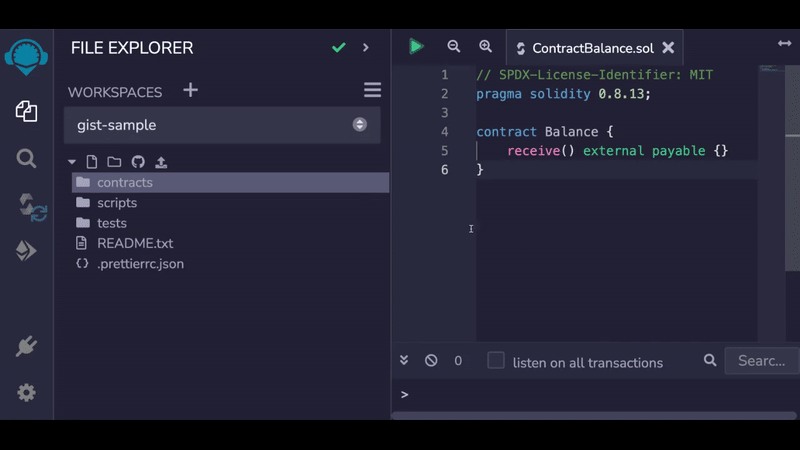 FILE EXPLORER
WORKSPACES
gist-sample
contracts
scripts
tests
README.txt
.prettierrc.json
ContractBalance.sol
1 // SPDX-License-Identifier: MIT
2 pragma solidity 0.8.13;
3
4 contract Balance {
5 receive() external payable {}
6 }
0 listen on all transactions Searc...
>